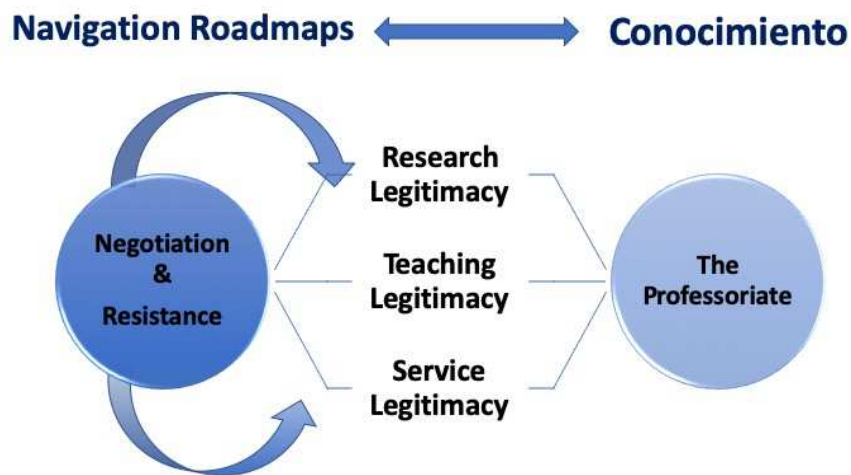 Navigation Roadmaps
Conocimiento
Research
Legitimacy
Negotiation
&
Resistance
Teaching
Legitimacy
The
Professoriate
Service
Legitimacy